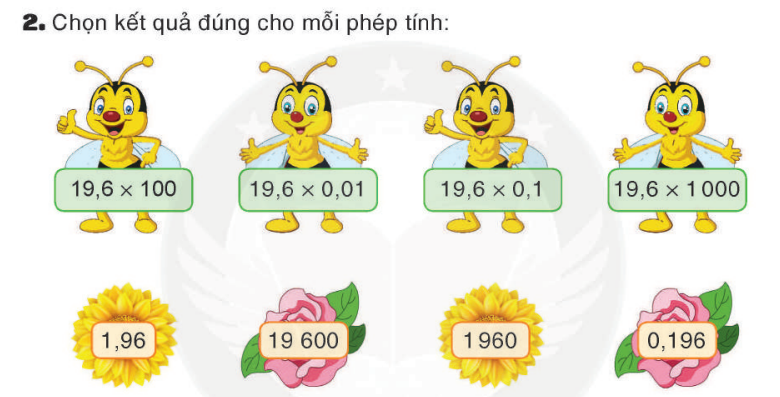 2. Chọn kết quả đúng cho mỗi phép tính:
19,6 × 100 19,6 × 0,01 19,6 × 0,1 19,6 × 1 000
1,96 19 600 1 960 0,196